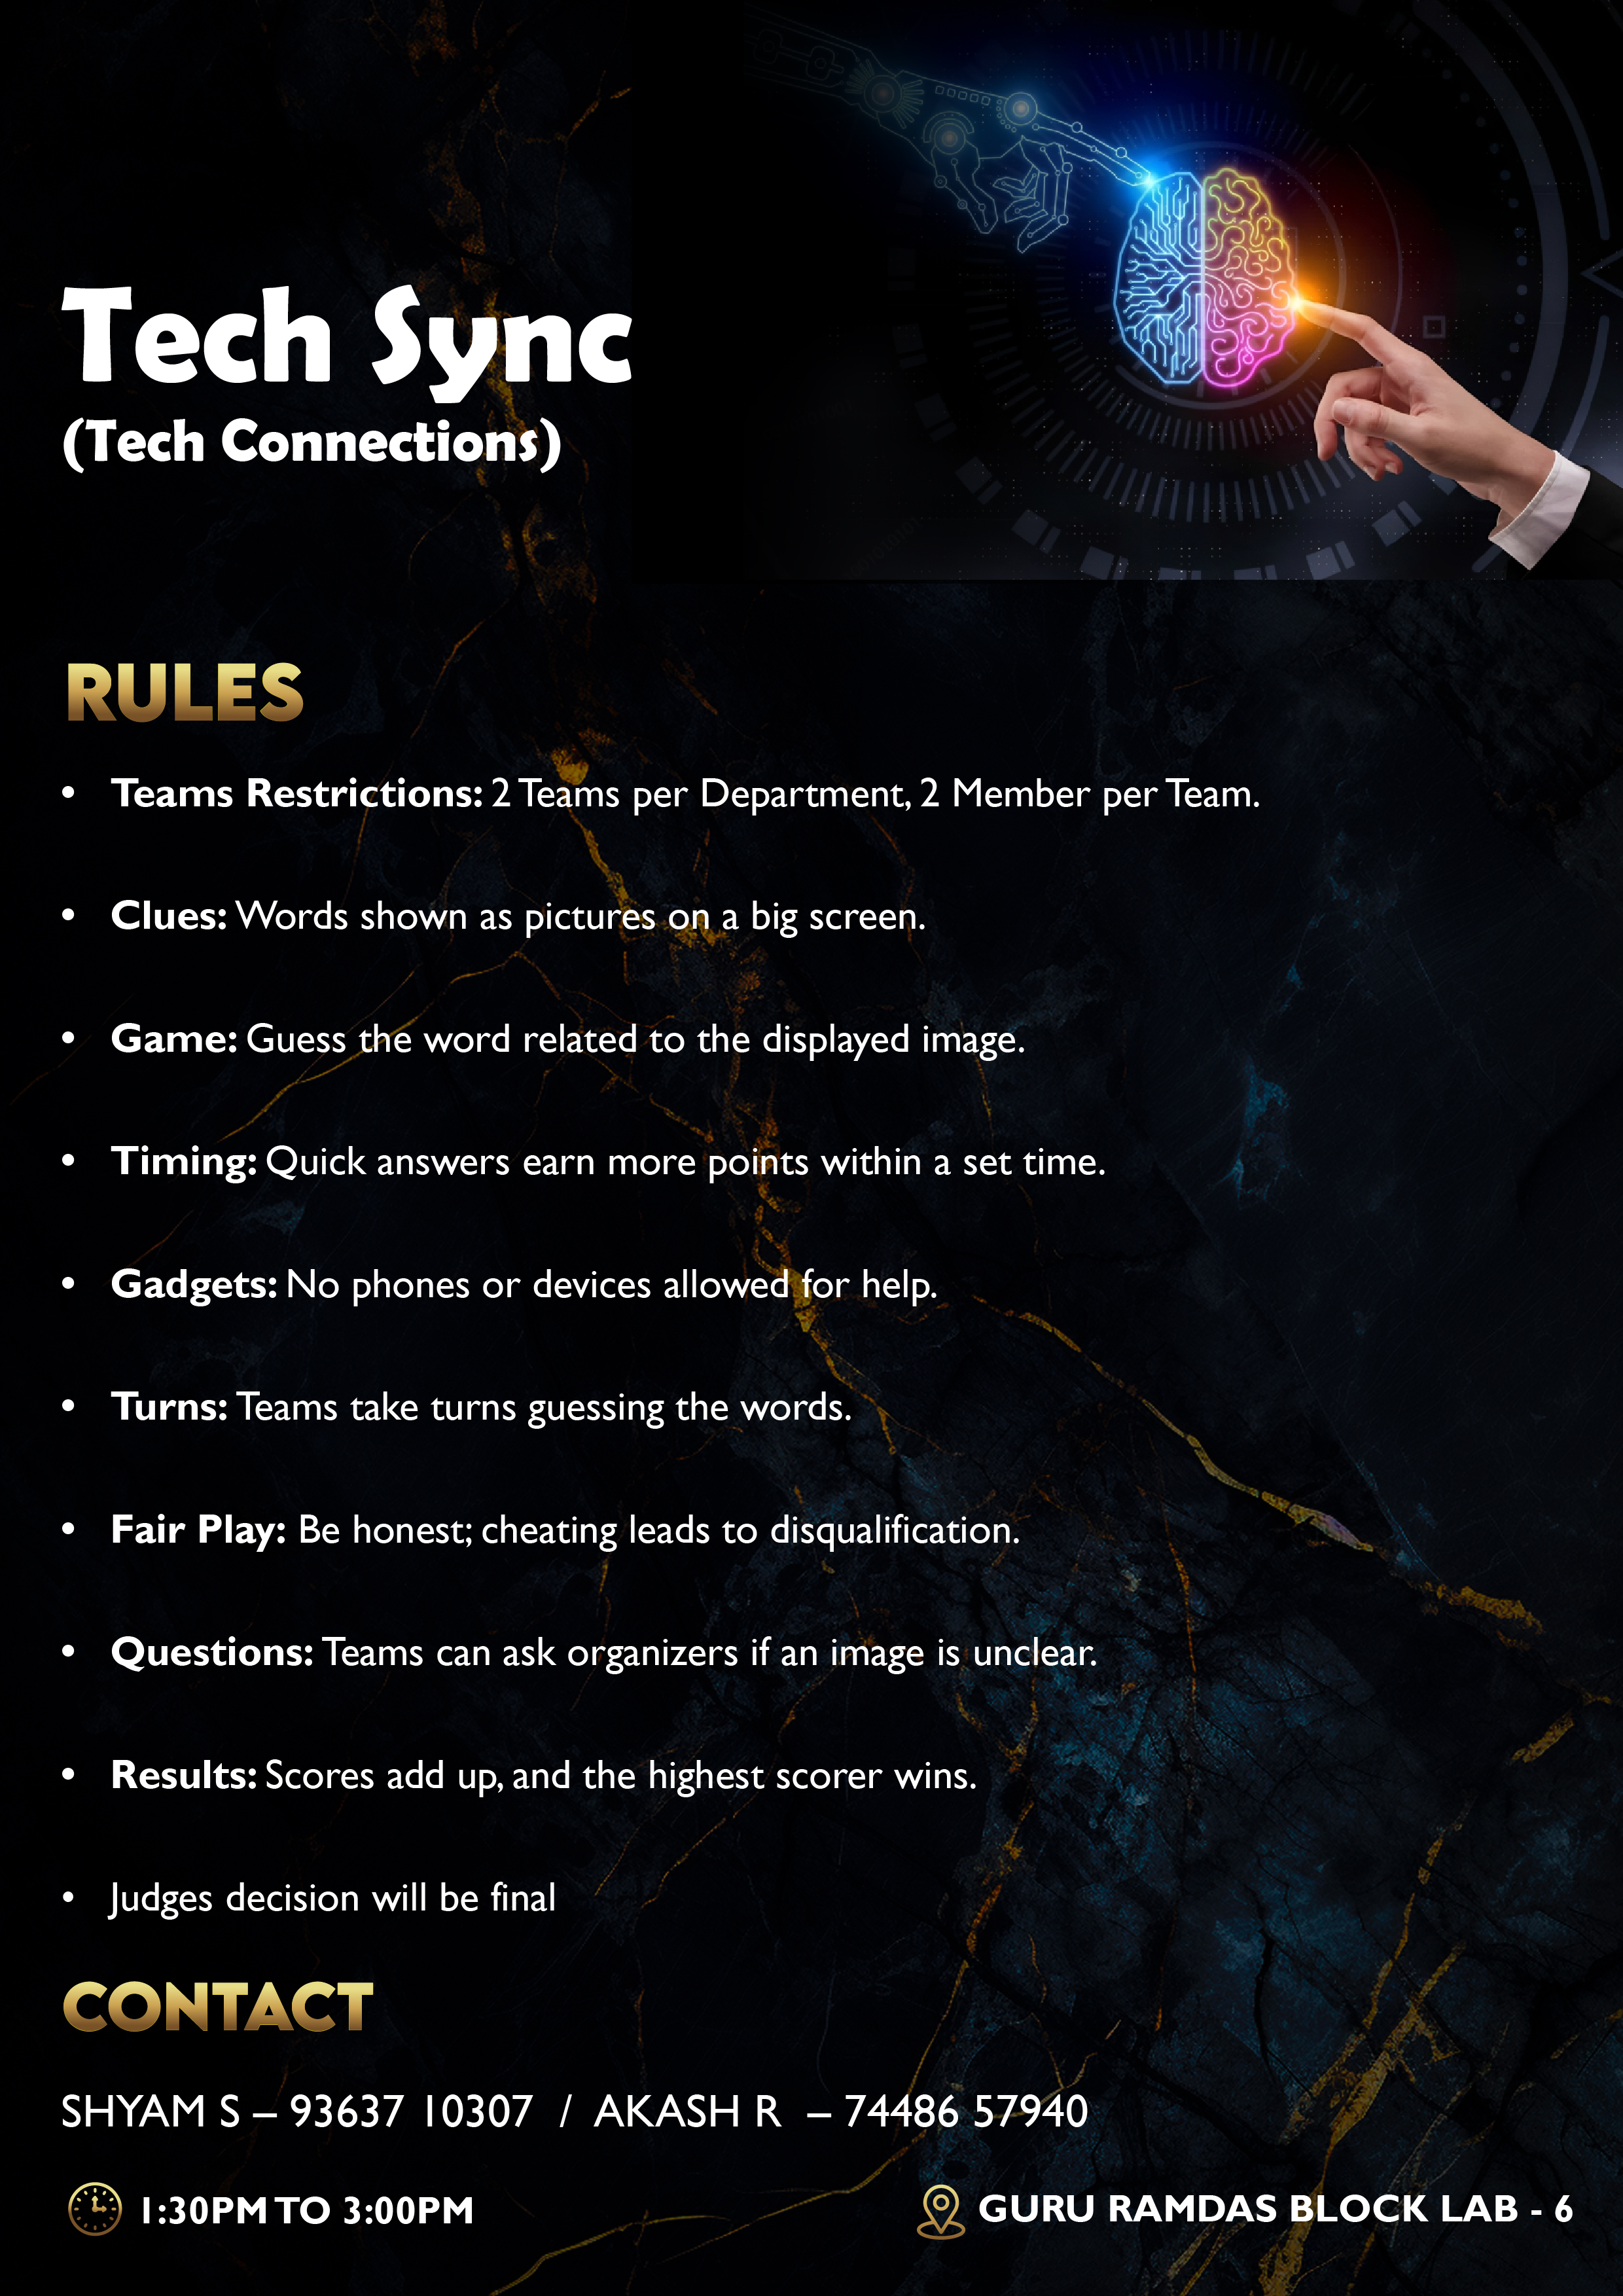 Tech Sync
(Tech Connections)
RULES
• Teams Restrictions: 2 Teams per Department, 2 Member per Team.
• Clues: Words shown as pictures on a big screen.
• Game: Guess the word related to the displayed image.
• Timing: Quick answers earn more points within a set time.
• Gadgets: No phones or devices allowed for help.
• Turns: Teams take turns guessing the words.
• Fair Play: Be honest; cheating leads to disqualification.
• Questions: Teams can ask organizers if an image is unclear.
• Results: Scores add up, and the highest scorer wins.
• Judges decision will be final
CONTACT
SHYAM S – 93637 10307 / AKASH R – 74486 57940
1:30PM TO 3:00PM
GURU RAMDAS BLOCK LAB - 6